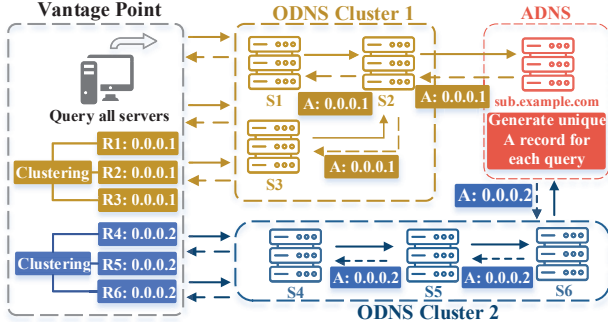 Vantage Point
Query all servers
Clustering
R1: 0.0.0.1
R2: 0.0.0.1
R3: 0.0.0.1
Clustering
R4: 0.0.0.2
R5: 0.0.0.2
R6: 0.0.0.2
ODNS Cluster 1
S1
S2
A: 0.0.0.1
A: 0.0.0.1
S3
A: 0.0.0.1
ADNS
sub.example.com
Generate unique
A record for
each query
A: 0.0.0.2
S4
A: 0.0.0.2
S5
A: 0.0.0.2
S6
ODNS Cluster 2